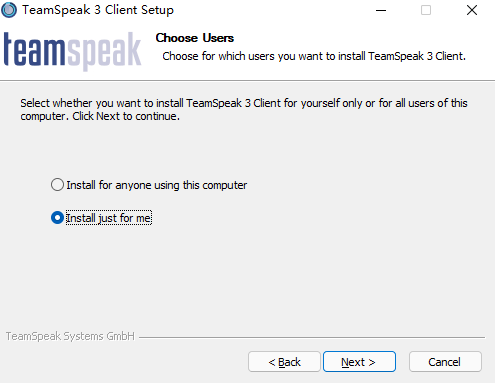 TeamSpeak 3 Client Setup
teamspeak
Choose Users
Choose for which users you want to install TeamSpeak 3 Client.
Select whether you want to install TeamSpeak 3 Client for yourself only or for all users of this
computer. Click Next to continue.
Install for anyone using this computer
Install just for me
TeamSpeak Systems GmbH
< Back
Next >
Cancel